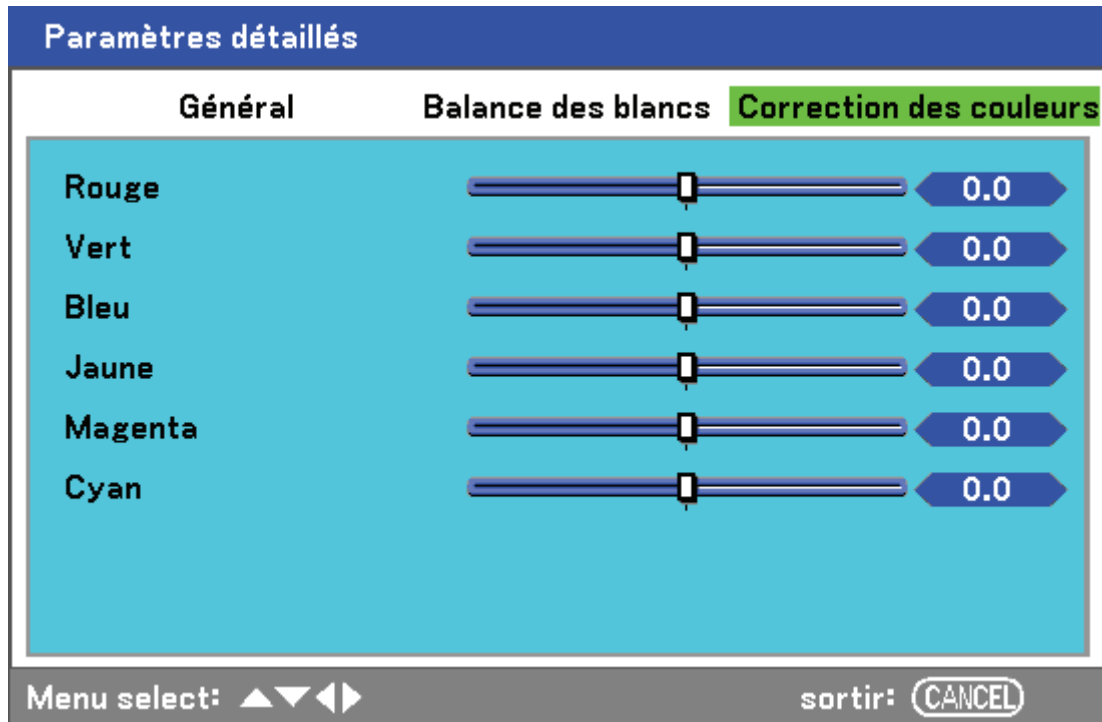 Paramètres détaillés
Général Balance des blancs Correction des couleurs
Rouge 0.0
Vert 0.0
Bleu 0.0
Jaune 0.0
Magenta 0.0
Cyan 0.0
Menu select: ▲▼◀▶ sortir: CANCEL